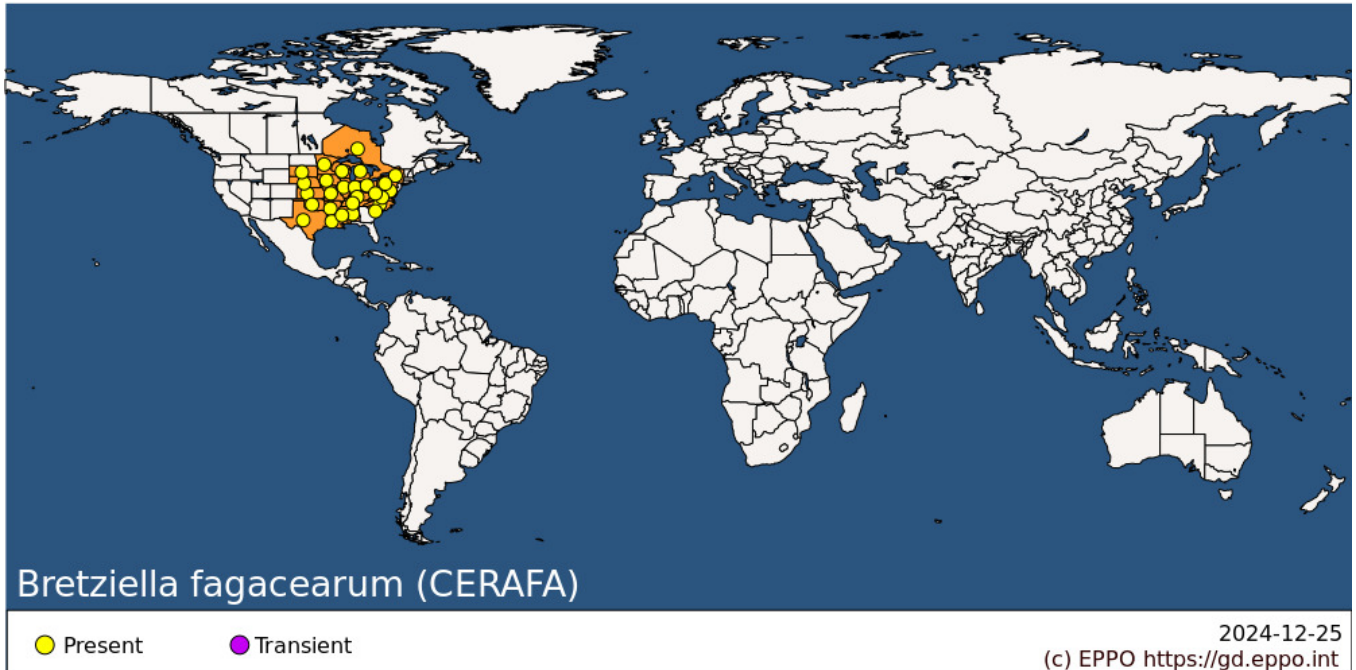 Bretziella fagacearum (CERAFA)
Present
Transient
2024-12-25
(c) EPPO https://gd.eppo.int